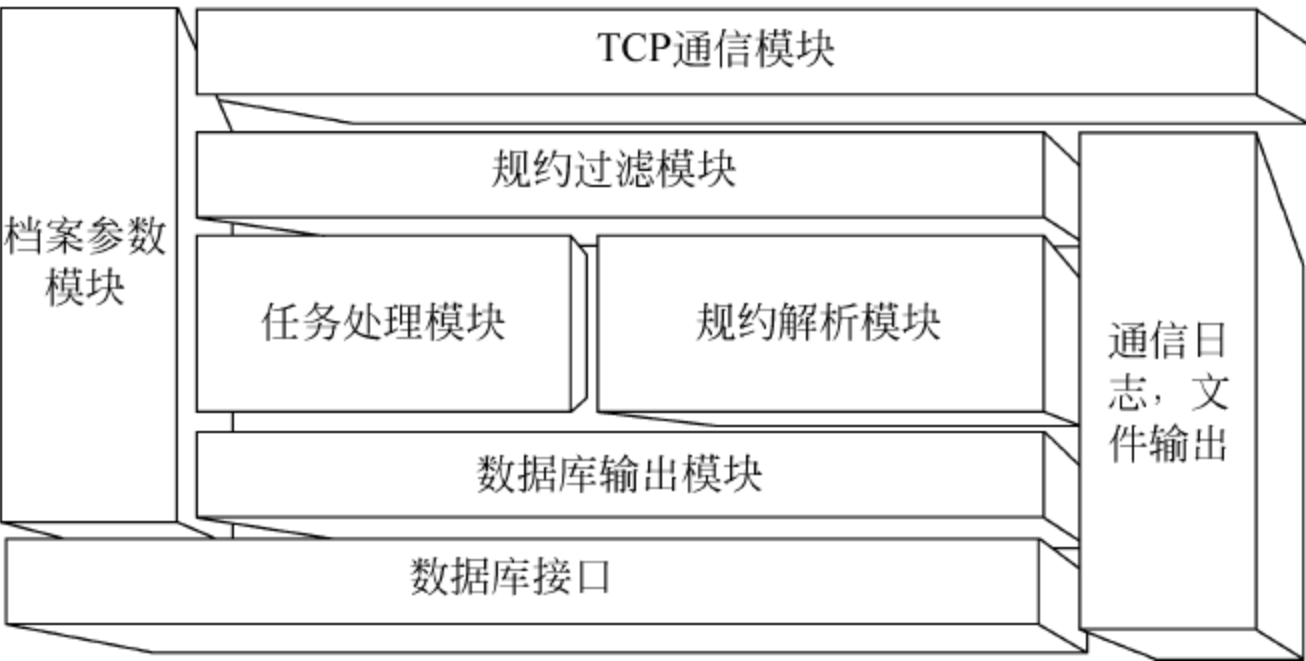 TCP通信模块
规约过滤模块
档案参数
模块
任务处理模块
规约解析模块
通信日
志，文
件输出
数据库输出模块
数据库接口